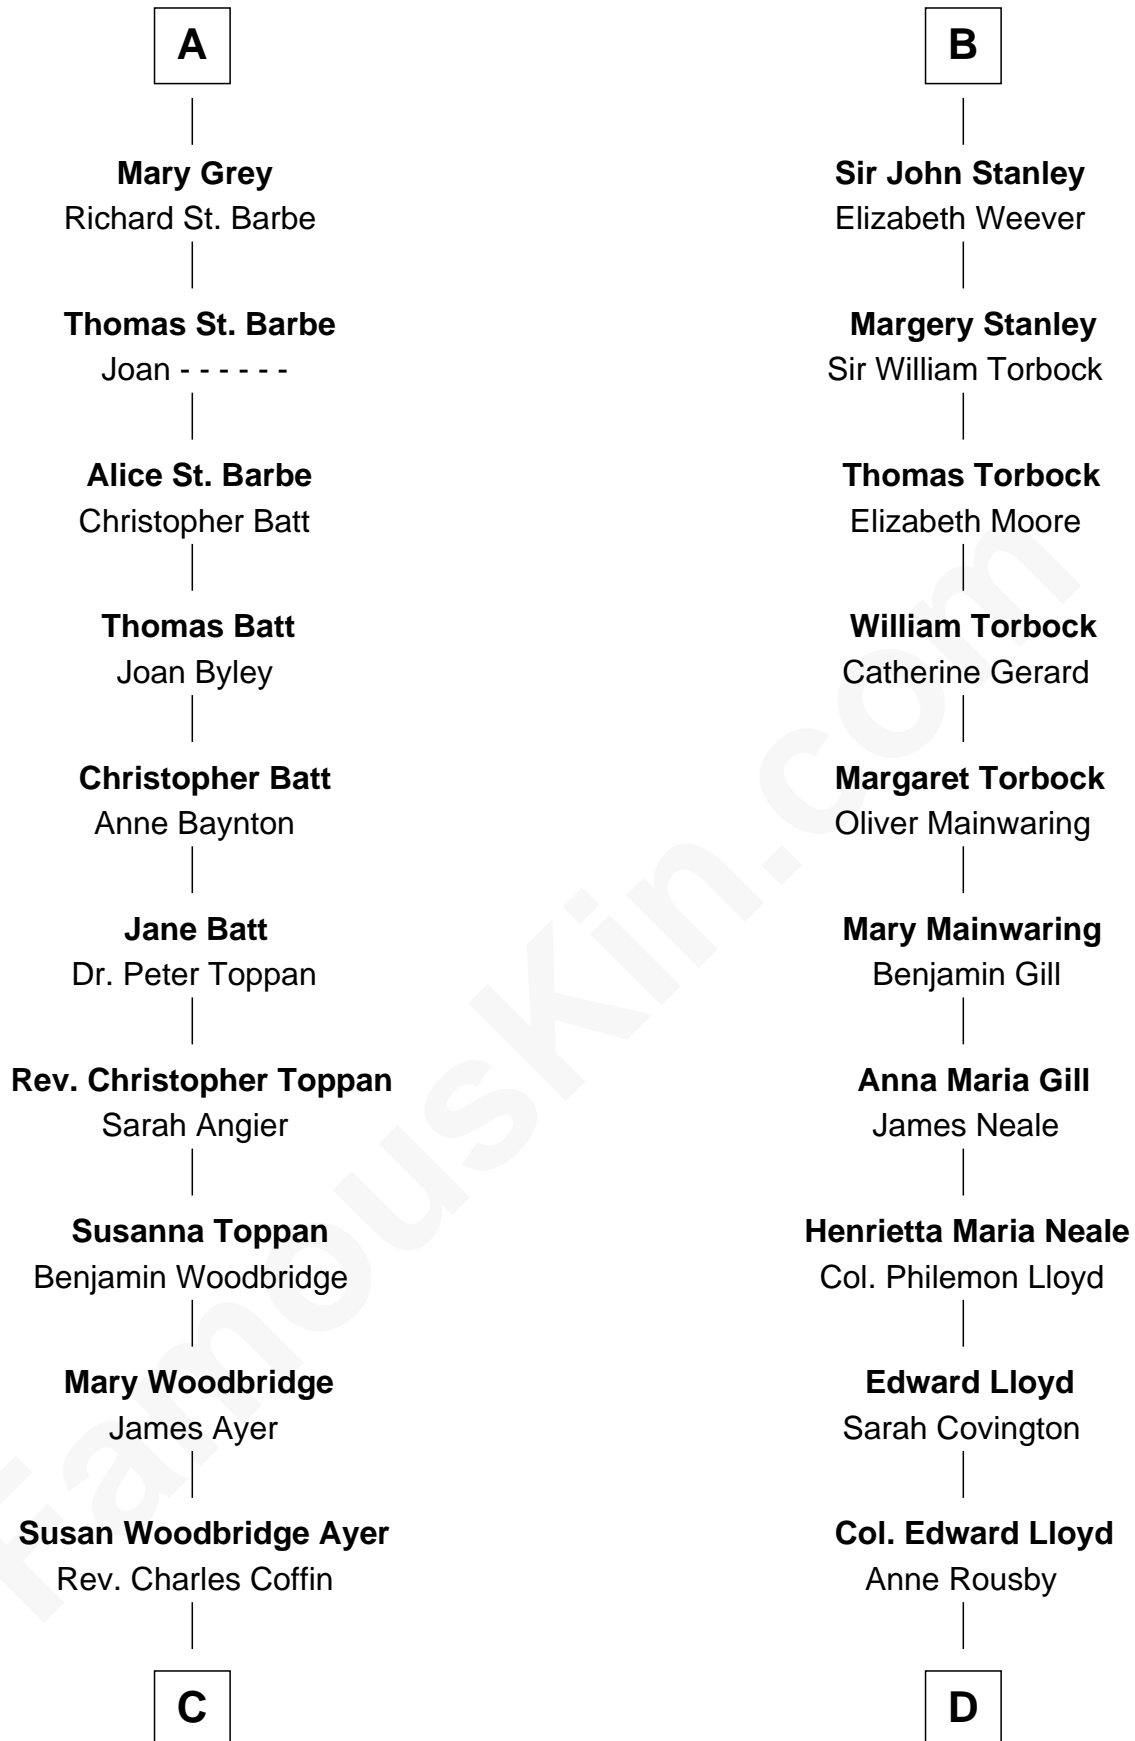 A
Mary Grey
Richard St. Barbe
Thomas St. Barbe
Joan - - - - - -
Alice St. Barbe
Christopher Batt
Thomas Batt
Joan Byley
Christopher Batt
Anne Baynton
Jane Batt
Dr. Peter Toppan
Rev. Christopher Toppan
Sarah Angier
Susanna Toppan
Benjamin Woodbridge
Mary Woodbridge
James Ayer
Susan Woodbridge Ayer
Rev. Charles Coffin
C
B
Sir John Stanley
Elizabeth Weever
Margery Stanley
Sir William Torbock
Thomas Torbock
Elizabeth Moore
William Torbock
Catherine Gerard
Margaret Torbock
Oliver Mainwaring
Mary Mainwaring
Benjamin Gill
Anna Maria Gill
James Neale
Henrietta Maria Neale
Col. Philemon Lloyd
Edward Lloyd
Sarah Covington
Col. Edward Lloyd
Anne Rousby
D
FamousKin.com